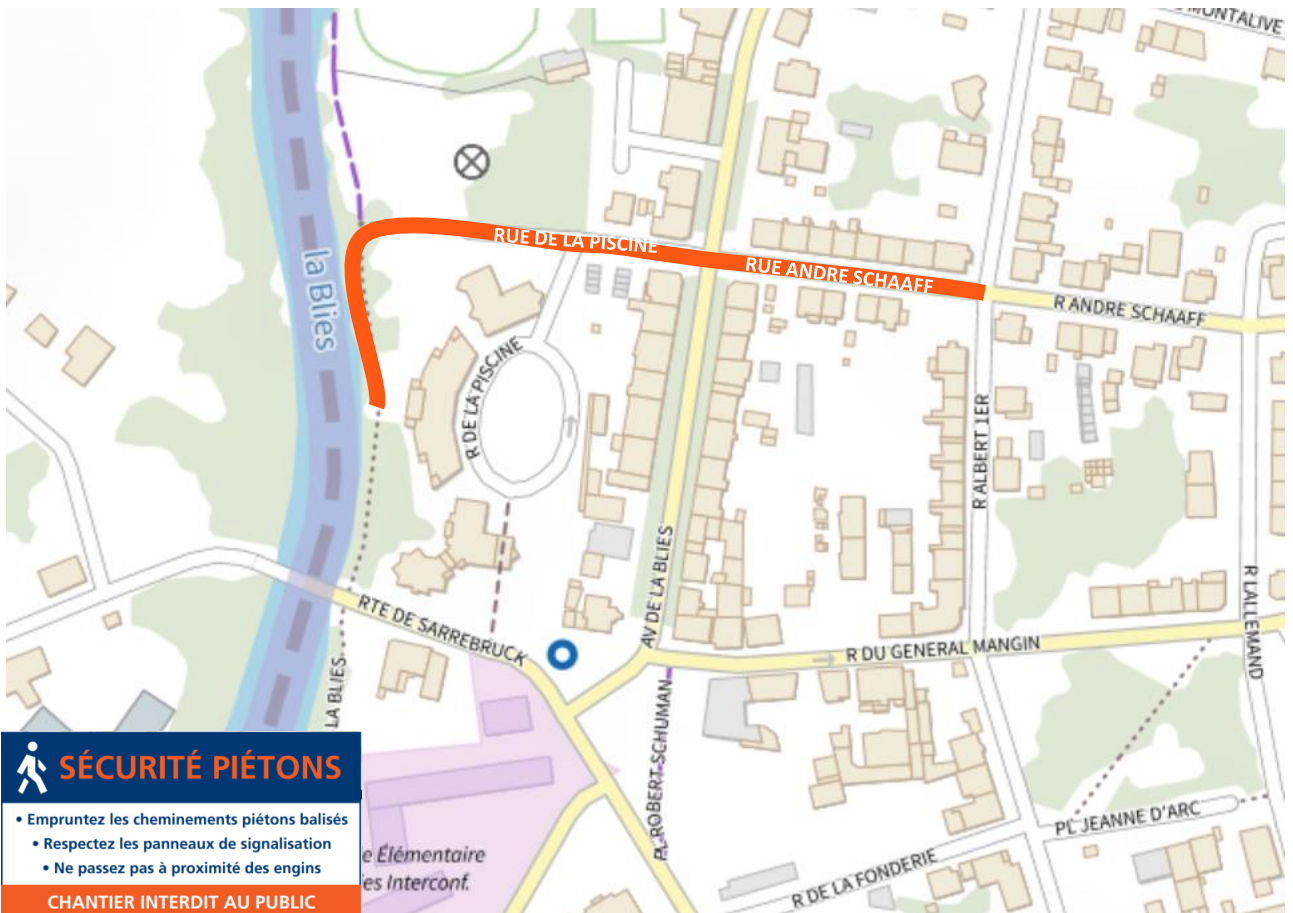 MONTALIVE
la Blies
RUE DE LA PISCINE
RUE ANDRE SCHAAFF
R ANDRE SCHAAFF
R DE LA PISCINE
R ALBERT 1ER
AV DE LA BLIES
R LALLEMAND
RTE DE SARREBRUCK
R DU GENERAL MANGIN
LA BLIES
PL ROBERT SCHUMAN
PL JEANNE D'ARC
R DE LA FONDERIE
e Élémentaire
es Interconf.
SÉCURITÉ PIÉTONS
• Empruntez les cheminements piétons balisés
• Respectez les panneaux de signalisation
• Ne passez pas à proximité des engins
CHANTIER INTERDIT AU PUBLIC